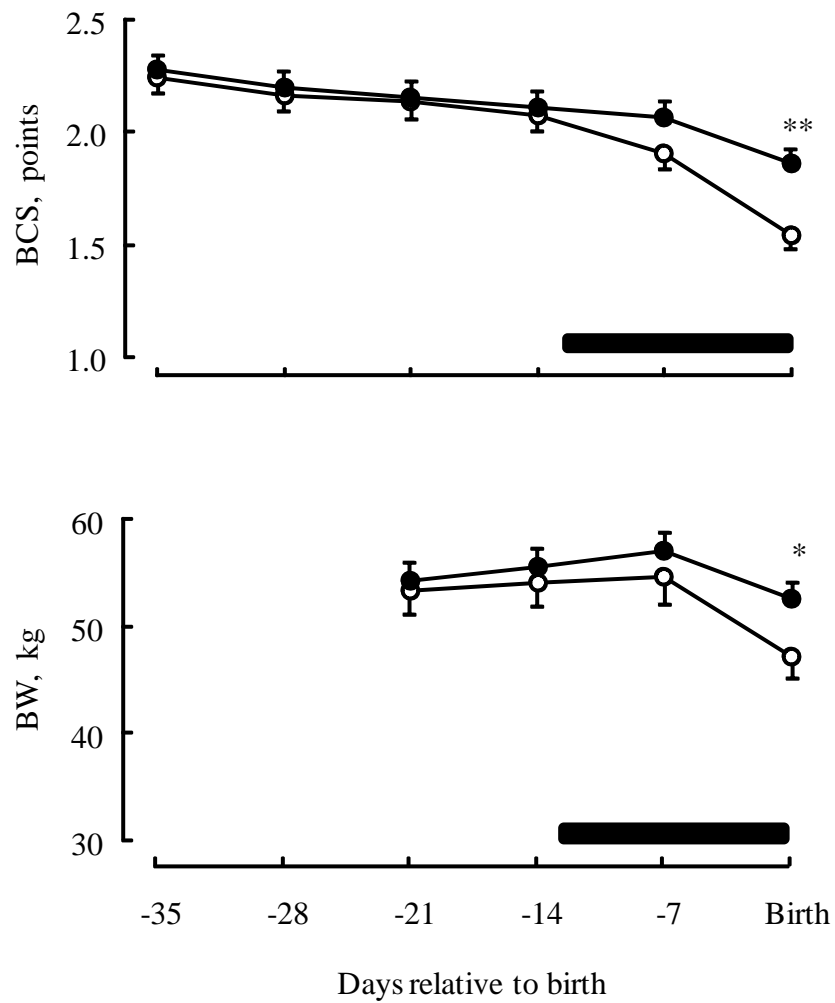 2.5
BCS, points
2.0
**
1.5
1.0
60
BW, kg
*
50
40
30
-35 -28 -21 -14 -7 Birth
Days relative to birth